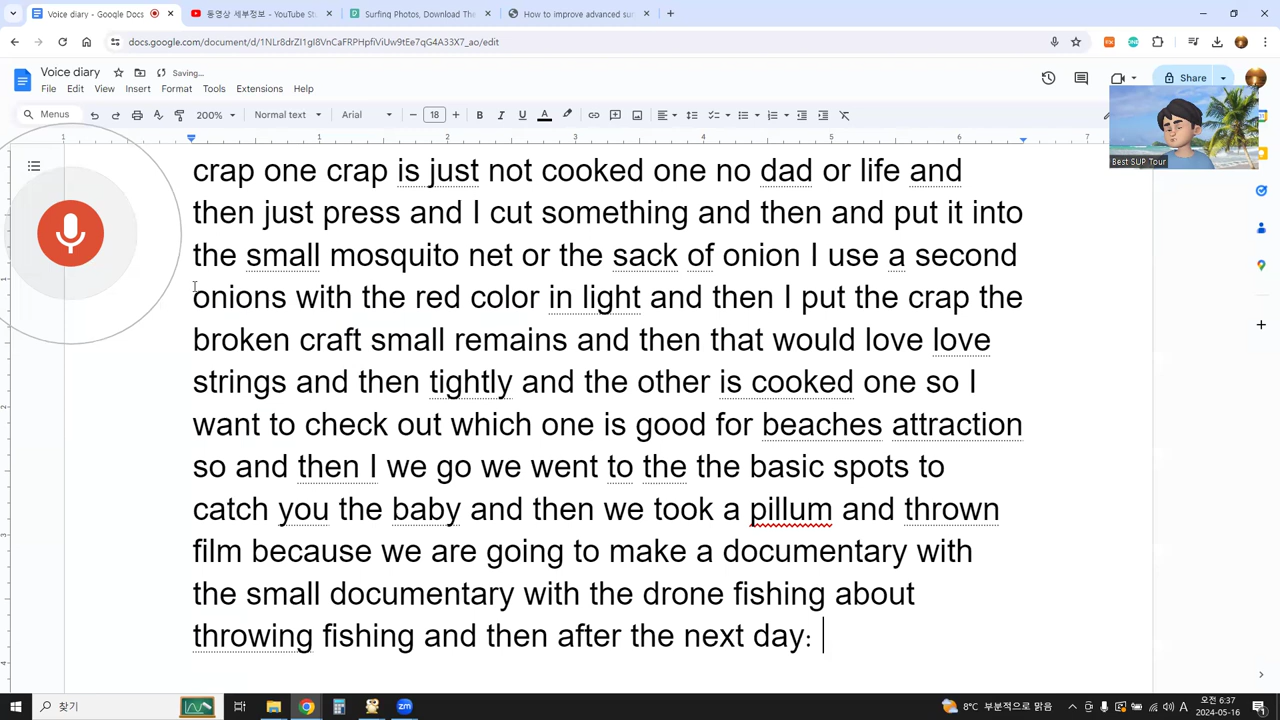 Voice diary - Google Docs
동영상 세부정보 - YouTube St
Surfing Photos, Download The
How to improve advanced su
docs.google.com/document/d/1NLr8drZI1gI8VnCaFRPHpfiViUw9tEe7qG4A33X7_ao/edit
Voice diary
Saving...
File Edit View Insert Format Tools Extensions Help
Share
Menus
200%
Normal text
Arial
18
B I U A
1 1 2 3 4 5 6
Best SUP Tour
crap one crap is just not cooked one no dad or life and
then just press and I cut something and then and put it into
the small mosquito net or the sack of onion I use a second
onions with the red color in light and then I put the crap the
broken craft small remains and then that would love love
strings and then tightly and the other is cooked one so I
want to check out which one is good for beaches attraction
so and then I we go we went to the the basic spots to
catch you the baby and then we took a pillum and thrown
film because we are going to make a documentary with
the small documentary with the drone fishing about
throwing fishing and then after the next day:
찾기
8°C 부분적으로 맑음
A
오전 6:37
2024-05-16